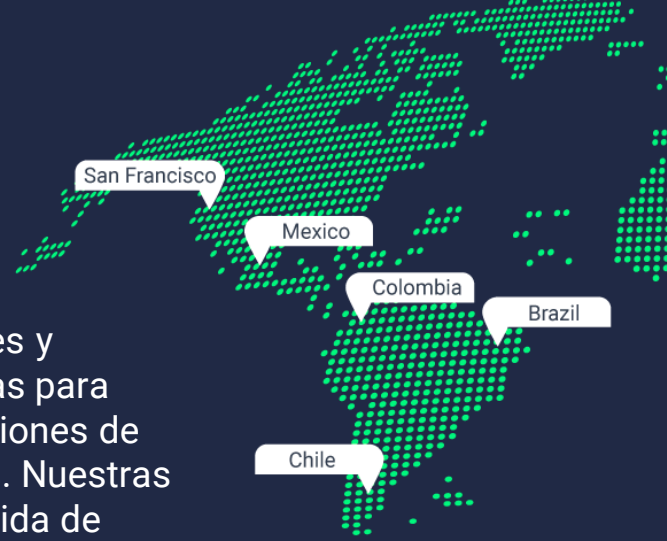 San Francisco
Mexico
Colombia
Brazil
es y
as para
iones de
. Nuestras
Chile
ida de